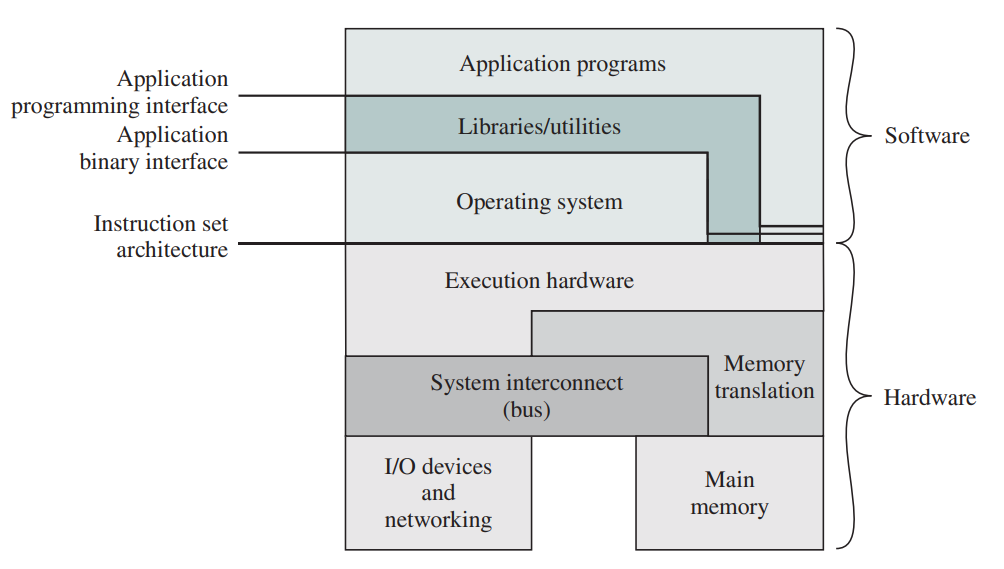 Application programs
Application
programming interface
Libraries/utilities
Application
binary interface
Software
Operating system
Instruction set
architecture
Execution hardware
Memory
translation
System interconnect
(bus)
Hardware
I/O devices
and
networking
Main
memory